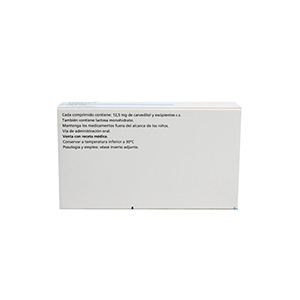 Cada comprimido contiene: 12,5 mg de carvedilol y excipientes c.s.
También contiene lactosa monohidrato.
Mantenga los medicamentos fuera del alcance de los niños.
Vía de administración oral.
Venta con receta médica.
Conservar a temperatura inferior a 30°C
Posología y empleo: véase inserto adjunto.